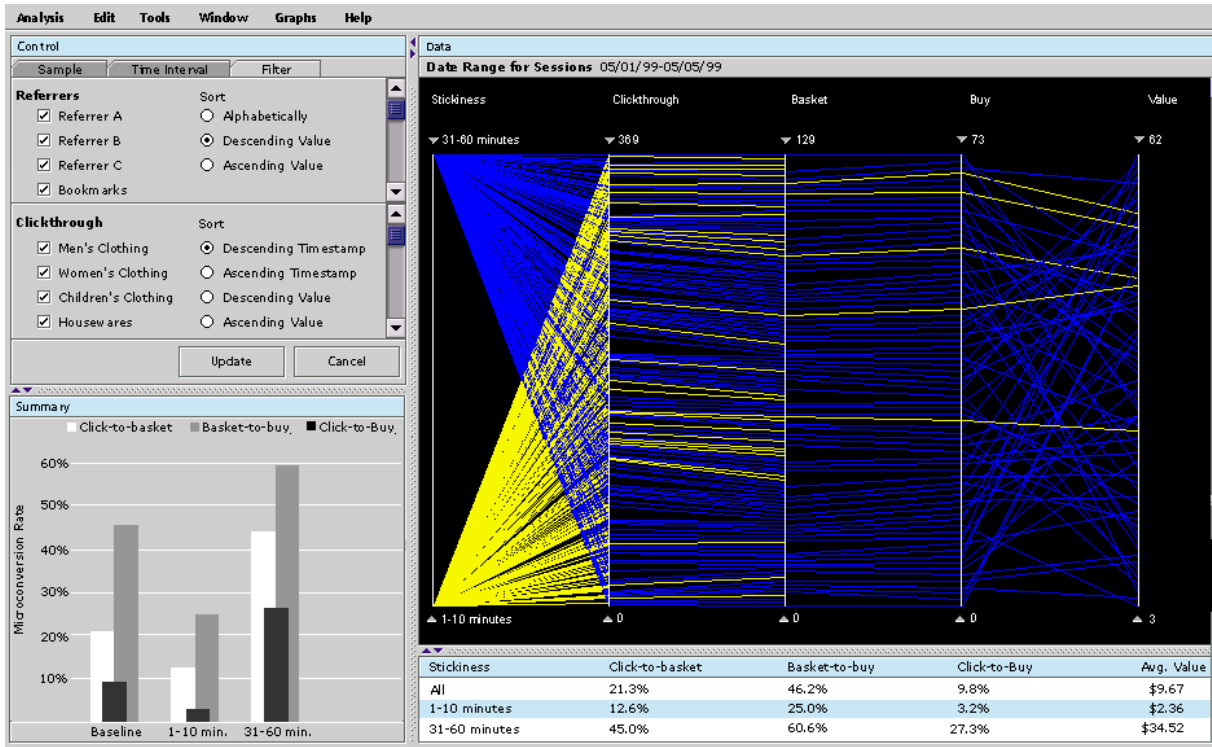 Analysis Edit Tools Window Graphs Help
Control
Sample Time Interval Filter
Referrers Sort
Referrer A Alphabetically
Referrer B Descending Value
Referrer C Ascending Value
Bookmarks
Clickthrough Sort
Men's Clothing Descending Timestamp
Women's Clothing Ascending Timestamp
Children's Clothing Descending Value
Housewares Ascending Value
Update Cancel
Summary
Click-to-basket Basket-to-buy Click-to-Buy
Microconversion Rate
60%
50%
40%
30%
20%
10%
Baseline 1-10 min. 31-60 min.
Data
Date Range for Sessions 05/01/99-05/05/99
Stickiness Clickthrough Basket Buy Value
31-60 minutes 369 129 73 62
1-10 minutes 0 0 0 3
Stickiness Click-to-basket Basket-to-buy Click-to-Buy Avg. Value
All 21.3% 46.2% 9.8% $9.67
1-10 minutes 12.6% 25.0% 3.2% $2.36
31-60 minutes 45.0% 60.6% 27.3% $34.52